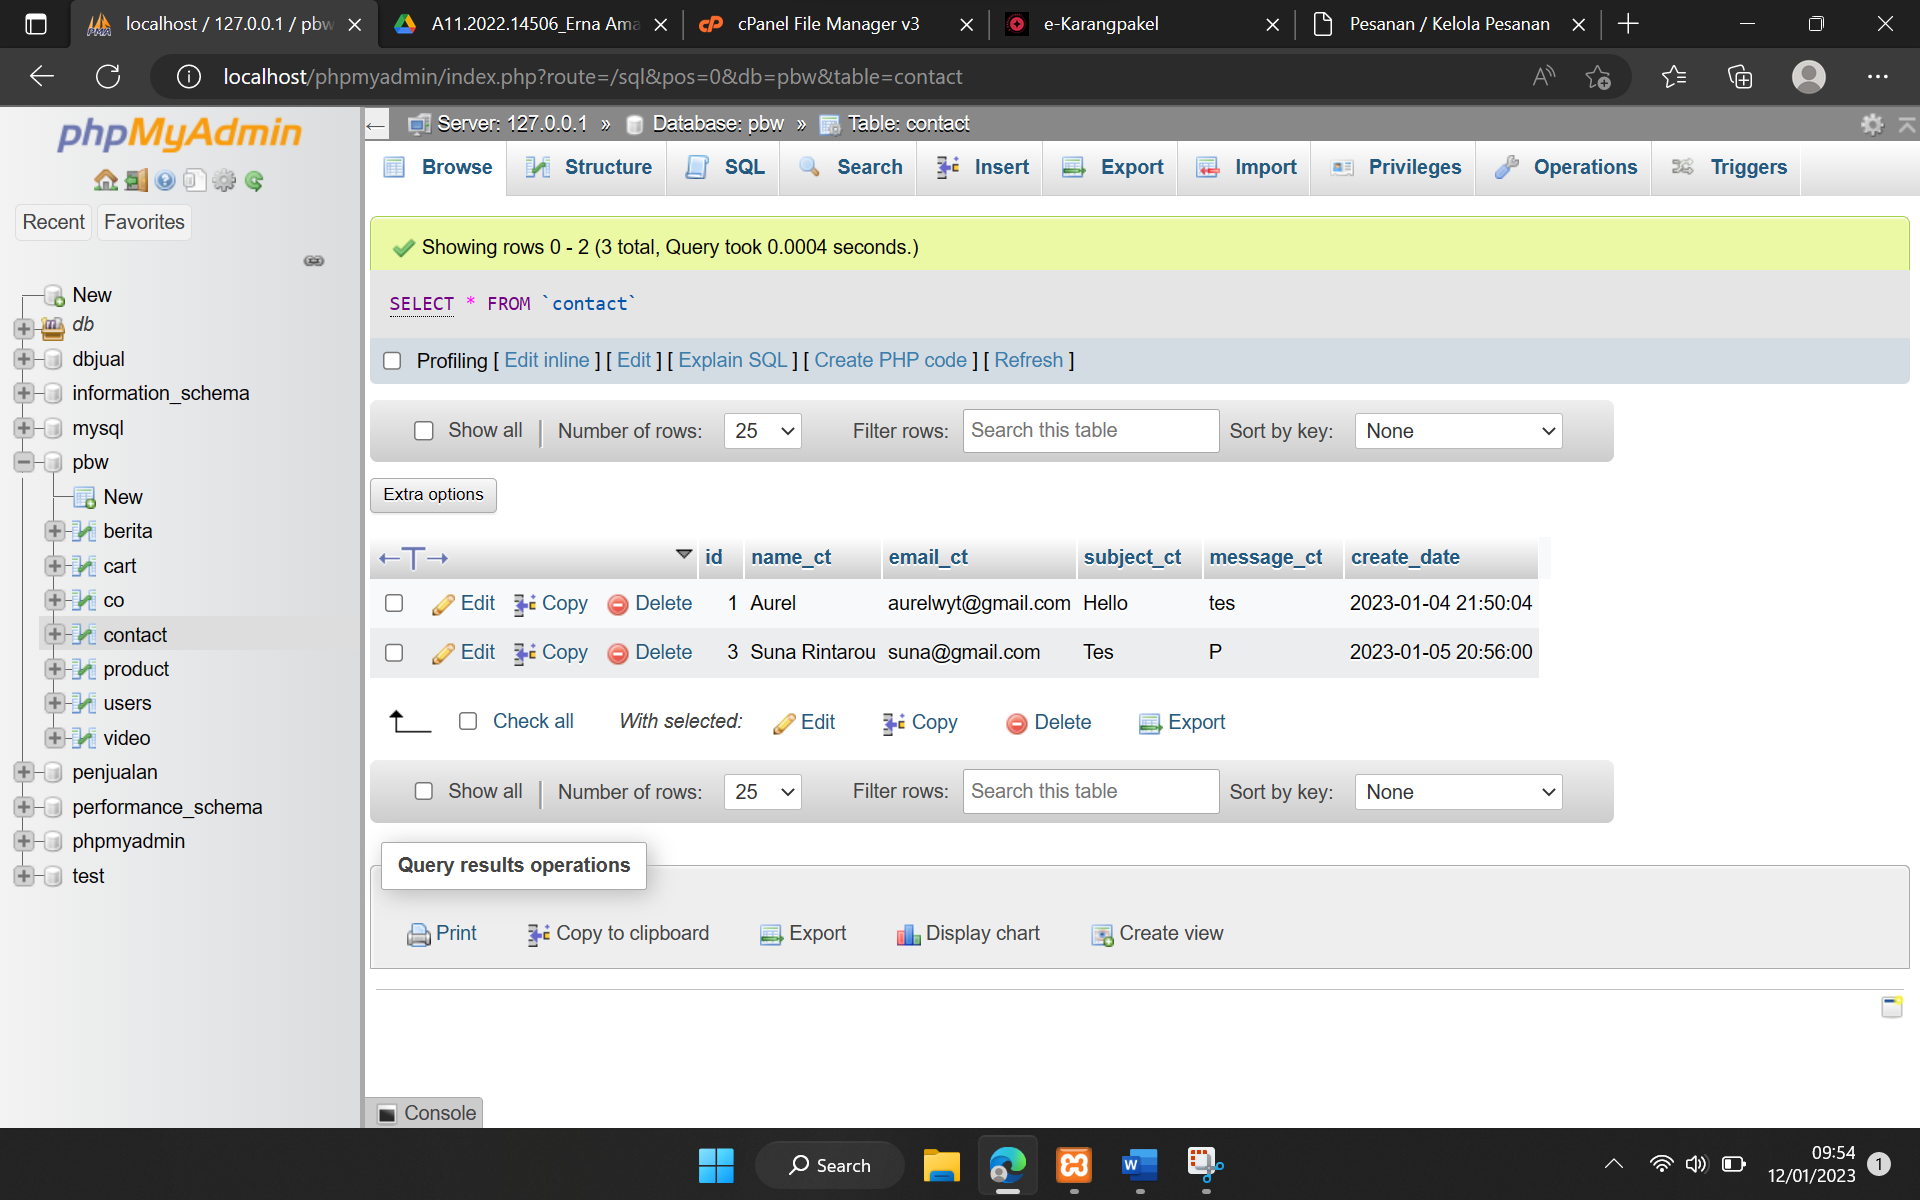 localhost / 127.0.0.1 / pbw
A11.2022.14506_Erna Ama
cPanel File Manager v3
e-Karangpakel
Pesanan / Kelola Pesanan
localhost/phpmyadmin/index.php?route=/sql&pos=0&db=pbw&table=contact
phpMyAdmin
Recent Favorites
New
db
dbjual
information_schema
mysql
pbw
New
berita
cart
co
contact
product
users
video
penjualan
performance_schema
phpmyadmin
test
Server: 127.0.0.1 » Database: pbw » Table: contact
Browse Structure SQL Search Insert Export Import Privileges Operations Triggers
Showing rows 0 - 2 (3 total, Query took 0.0004 seconds.)
SELECT * FROM `contact`
Profiling [ Edit inline ] [ Edit ] [ Explain SQL ] [ Create PHP code ] [ Refresh ]
Show all Number of rows: 25 Filter rows: Search this table Sort by key: None
Extra options
←T→ id name_ct email_ct subject_ct message_ct create_date
Edit Copy Delete 1 Aurel aurelwyt@gmail.com Hello tes 2023-01-04 21:50:04
Edit Copy Delete 3 Suna Rintarou suna@gmail.com Tes P 2023-01-05 20:56:00
Check all With selected: Edit Copy Delete Export
Show all Number of rows: 25 Filter rows: Search this table Sort by key: None
Query results operations
Print Copy to clipboard Export Display chart Create view
Console
Search
09:54
12/01/2023
1